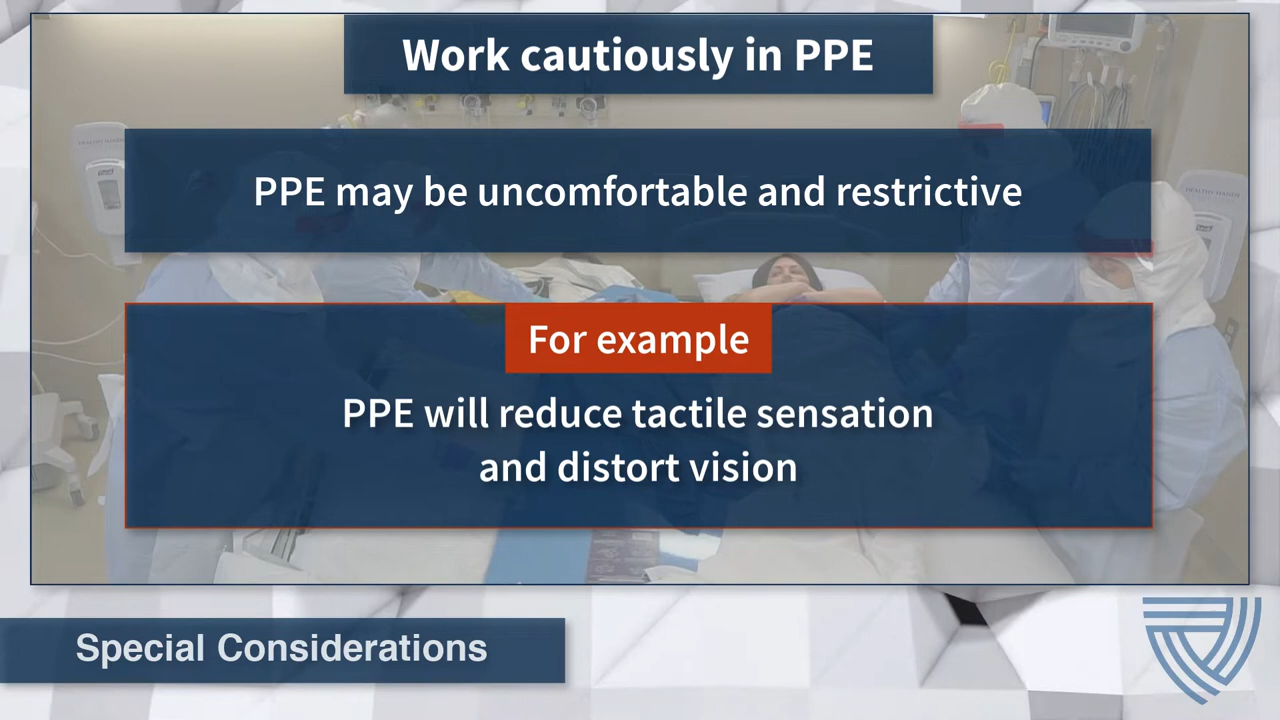 Work cautiously in PPE
PPE may be uncomfortable and restrictive
For example
PPE will reduce tactile sensation
and distort vision
Special Considerations